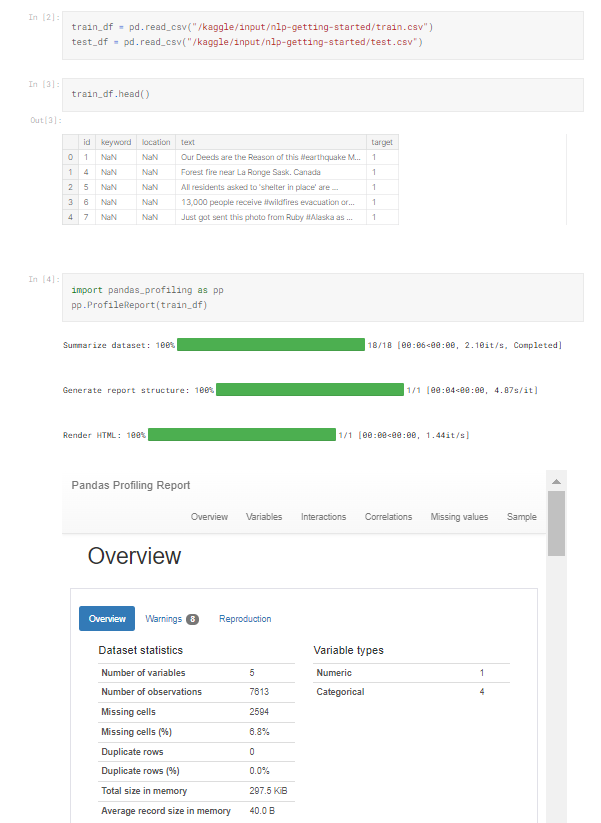 In [2]:
train_df = pd.read_csv("/kaggle/input/nlp-getting-started/train.csv")
test_df = pd.read_csv("/kaggle/input/nlp-getting-started/test.csv")
In [3]:
train_df.head()
Out[3]:
id keyword location text target
0 1 NaN NaN Our Deeds are the Reason of this #earthquake M... 1
1 4 NaN NaN Forest fire near La Ronge Sask. Canada 1
2 5 NaN NaN All residents asked to 'shelter in place' are ... 1
3 6 NaN NaN 13,000 people receive #wildfires evacuation or... 1
4 7 NaN NaN Just got sent this photo from Ruby #Alaska as ... 1
In [4]:
import pandas_profiling as pp
pp.ProfileReport(train_df)
Summarize dataset: 100% 18/18 [00:06<00:00, 2.10it/s, Completed]
Generate report structure: 100% 1/1 [00:04<00:00, 4.87s/it]
Render HTML: 100% 1/1 [00:00<00:00, 1.44it/s]
Pandas Profiling Report
Overview Variables Interactions Correlations Missing values Sample
Overview
Overview Warnings 8 Reproduction
Dataset statistics Variable types
Number of variables 5 Numeric 1
Number of observations 7613 Categorical 4
Missing cells 2594
Missing cells (%) 6.8%
Duplicate rows 0
Duplicate rows (%) 0.0%
Total size in memory 297.5 KiB
Average record size in memory 40.0 B